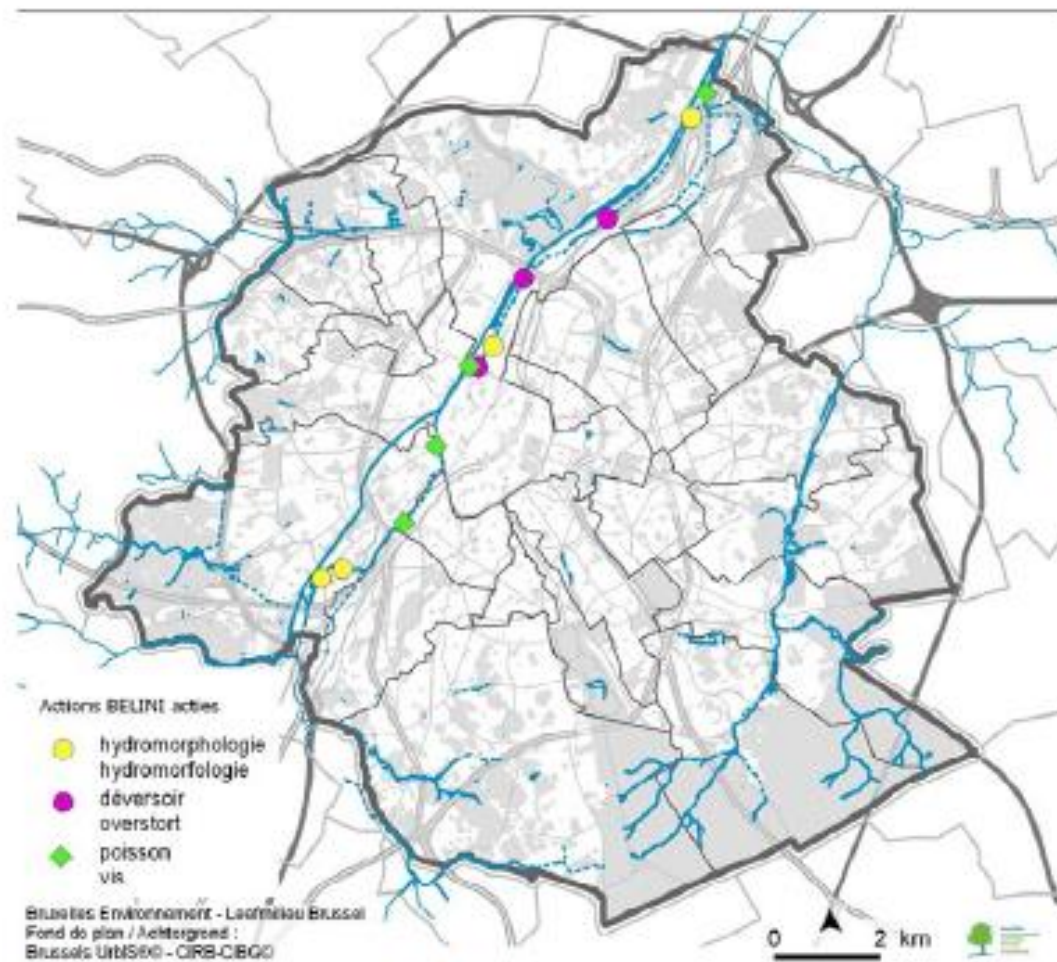 Actions BELINI acties
hydromorphologie
hydromorfologie
déversoir
overstort
poisson
vis
Bruxelles Environnement - Leefmilieu Brussel
Fond de plan / Achtergrond :
Brussels UrbIS®© - CIRB-CIBG©
0 2 km